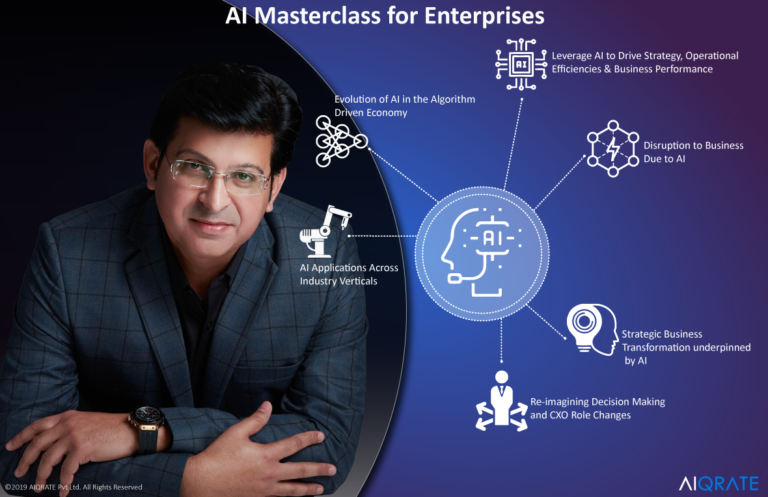 AI Masterclass for Enterprises
AI
Leverage AI to Drive Strategy, Operational
Efficiencies & Business Performance
Evolution of AI in the Algorithm
Driven Economy
Disruption to Business
Due to AI
AI
AI Applications Across
Industry Verticals
Strategic Business
Transformation underpinned
by AI
Re-imagining Decision Making
and CXO Role Changes
©2019 AIQRATE Pvt.Ltd. All Rights Reserved
AIQRATE